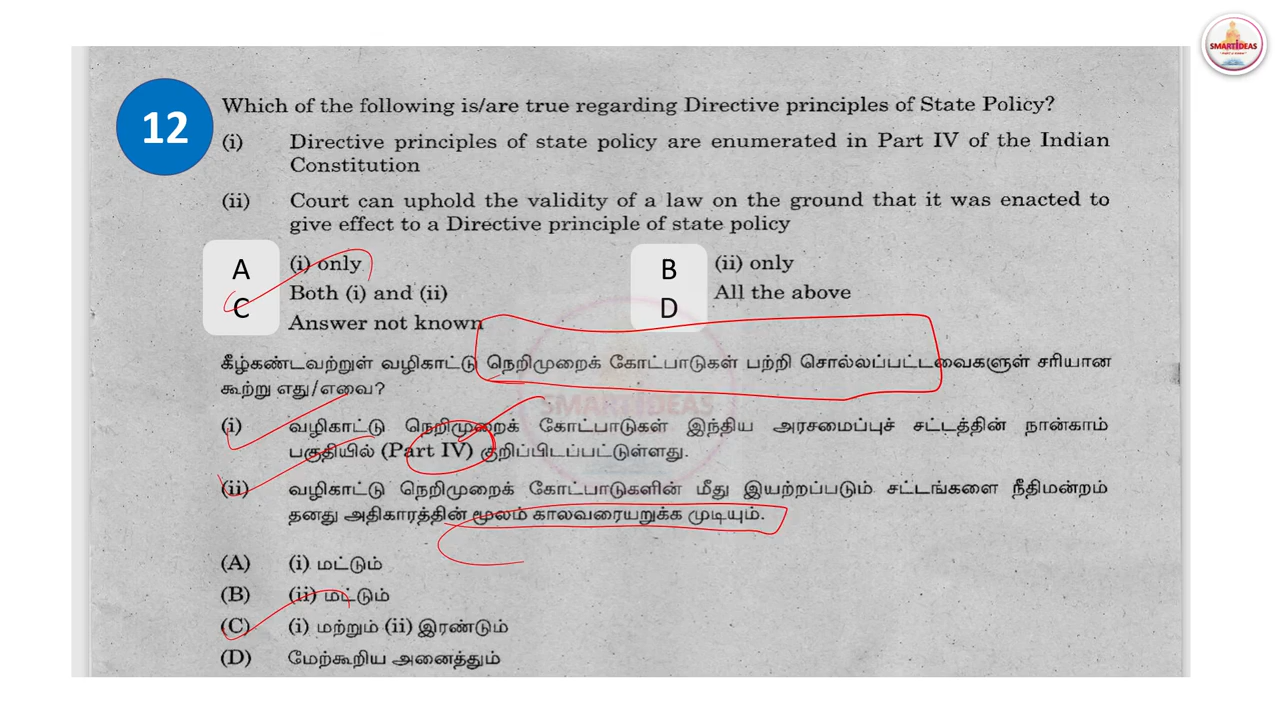 SMARTIDEAS
12
Which of the following is/are true regarding Directive principles of State Policy?
(i) Directive principles of state policy are enumerated in Part IV of the Indian
Constitution
(ii) Court can uphold the validity of a law on the ground that it was enacted to
give effect to a Directive principle of state policy
A (i) only B (ii) only
C Both (i) and (ii) D All the above
Answer not known
கீழ்கண்டவற்றுள் வழிகாட்டு நெறிமுறைக் கோட்பாடுகள் பற்றி சொல்லப்பட்டவைகளுள் சரியான
கூற்று எது/எவை?
(i) வழிகாட்டு நெறிமுறைக் கோட்பாடுகள் இந்திய அரசமைப்புச் சட்டத்தின் நான்காம்
பகுதியில் (Part IV) குறிப்பிடப்பட்டுள்ளது.
(ii) வழிகாட்டு நெறிமுறைக் கோட்பாடுகளின் மீது இயற்றப்படும் சட்டங்களை நீதிமன்றம்
தனது அதிகாரத்தின் மூலம் காலவரையறுக்க முடியும்.
(A) (i) மட்டும்
(B) (ii) மட்டும்
(C) (i) மற்றும் (ii) இரண்டும்
(D) மேற்கூறிய அனைத்தும்
SMARTIDEAS